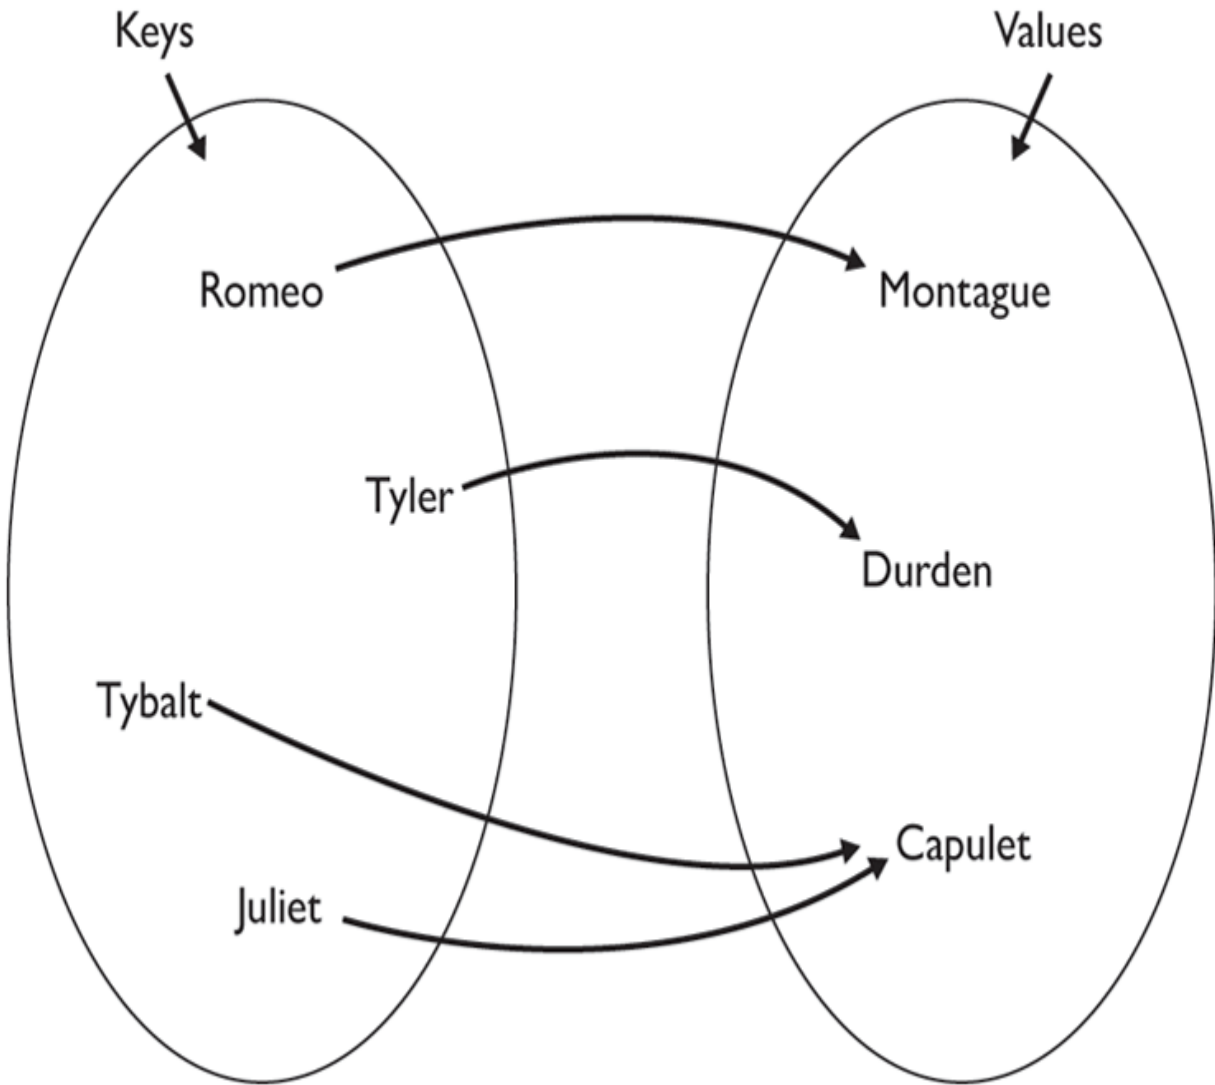 Keys
Values
Romeo
Montague
Tyler
Durden
Tybalt
Capulet
Juliet